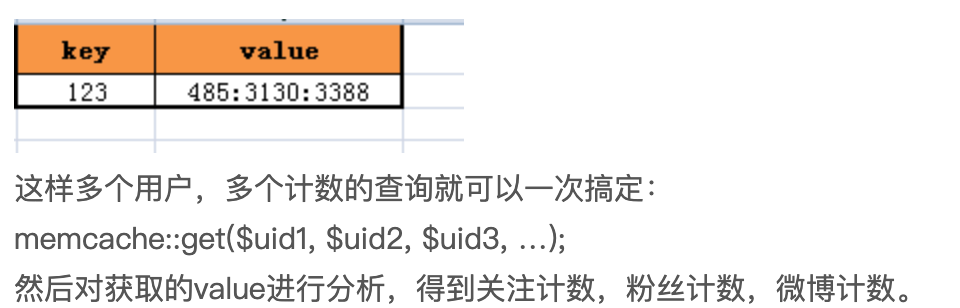 key value
123 485:3130:3388
这样多个用户，多个计数的查询就可以一次搞定：
memcache::get($uid1, $uid2, $uid3, …);
然后对获取的value进行分析，得到关注计数，粉丝计数，微博计数。